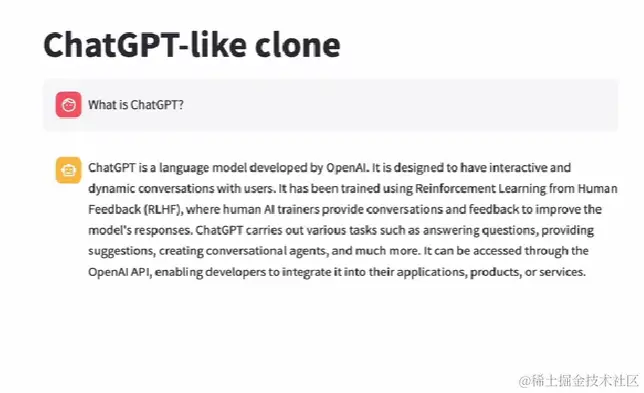 ChatGPT-like clone
What is ChatGPT?
ChatGPT is a language model developed by OpenAI. It is designed to have interactive and
dynamic conversations with users. It has been trained using Reinforcement Learning from Human
Feedback (RLHF), where human AI trainers provide conversations and feedback to improve the
model's responses. ChatGPT carries out various tasks such as answering questions, providing
suggestions, creating conversational agents, and much more. It can be accessed through the
OpenAI API, enabling developers to integrate it into their applications, products, or services.
@稀土掘金技术社区